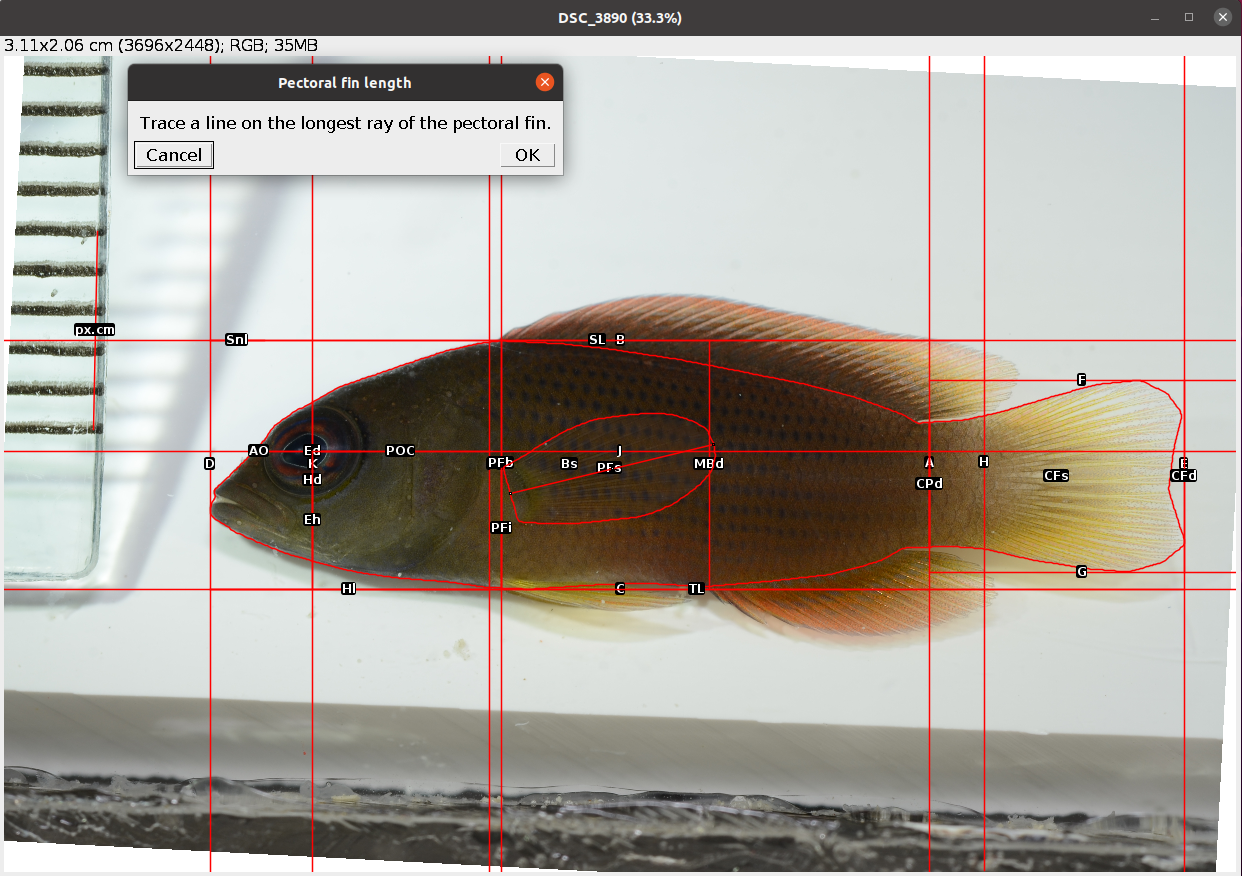 DSC_3890 (33.3%)
3.11x2.06 cm (3696x2448); RGB; 35MB
Pectoral fin length
Trace a line on the longest ray of the pectoral fin.
Cancel OK
px.cm
Snl SL B
F
AO Ed POC J
D K PFb Bs PFs MBd A H E
Hd CPd CFs CFd
Eh PFi
G
Hl C TL